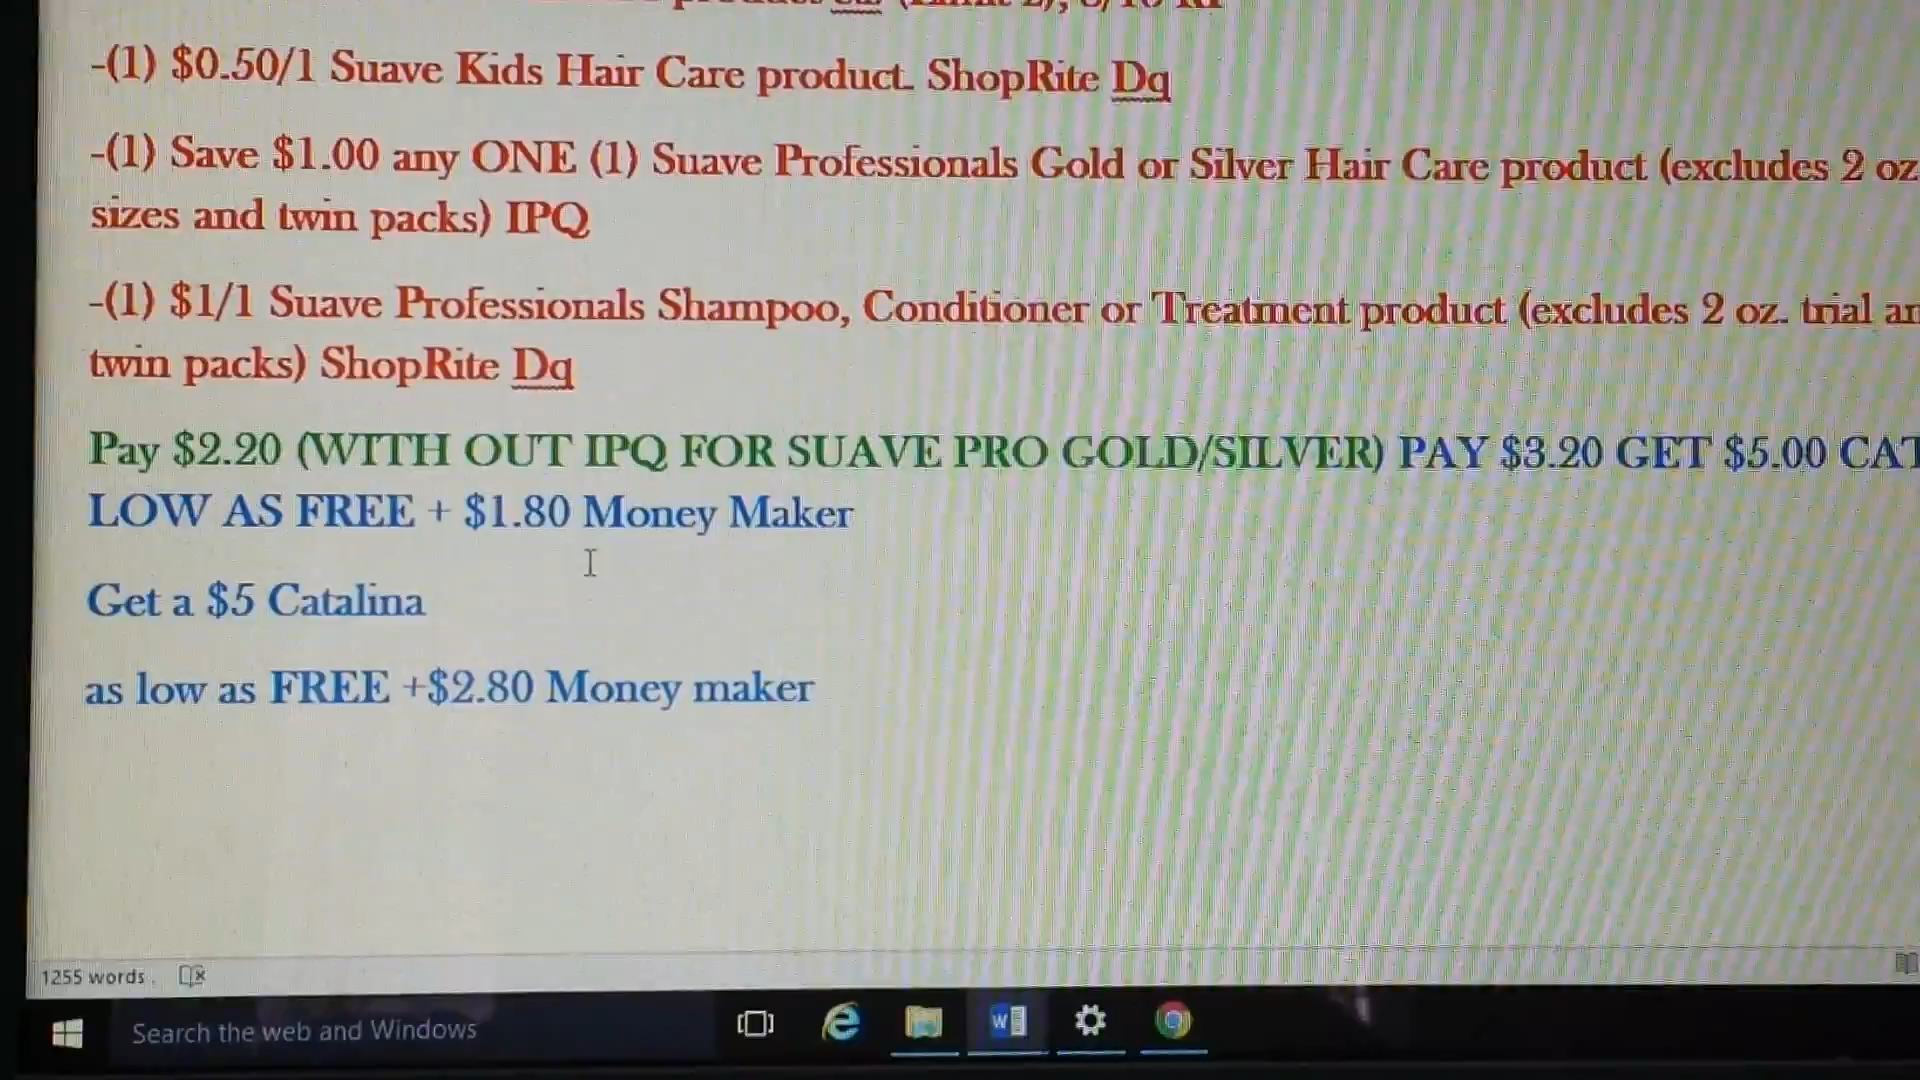 -(1) $0.50/1 Suave Kids Hair Care product. ShopRite Dq
-(1) Save $1.00 any ONE (1) Suave Professionals Gold or Silver Hair Care product (excludes 2 oz
sizes and twin packs) IPQ
-(1) $1/1 Suave Professionals Shampoo, Conditioner or Treatment product (excludes 2 oz. trial an
twin packs) ShopRite Dq
Pay $2.20 (WITH OUT IPQ FOR SUAVE PRO GOLD/SILVER) PAY $3.20 GET $5.00 CAT
LOW AS FREE + $1.80 Money Maker
Get a $5 Catalina
as low as FREE +$2.80 Money maker
1255 words
Search the web and Windows